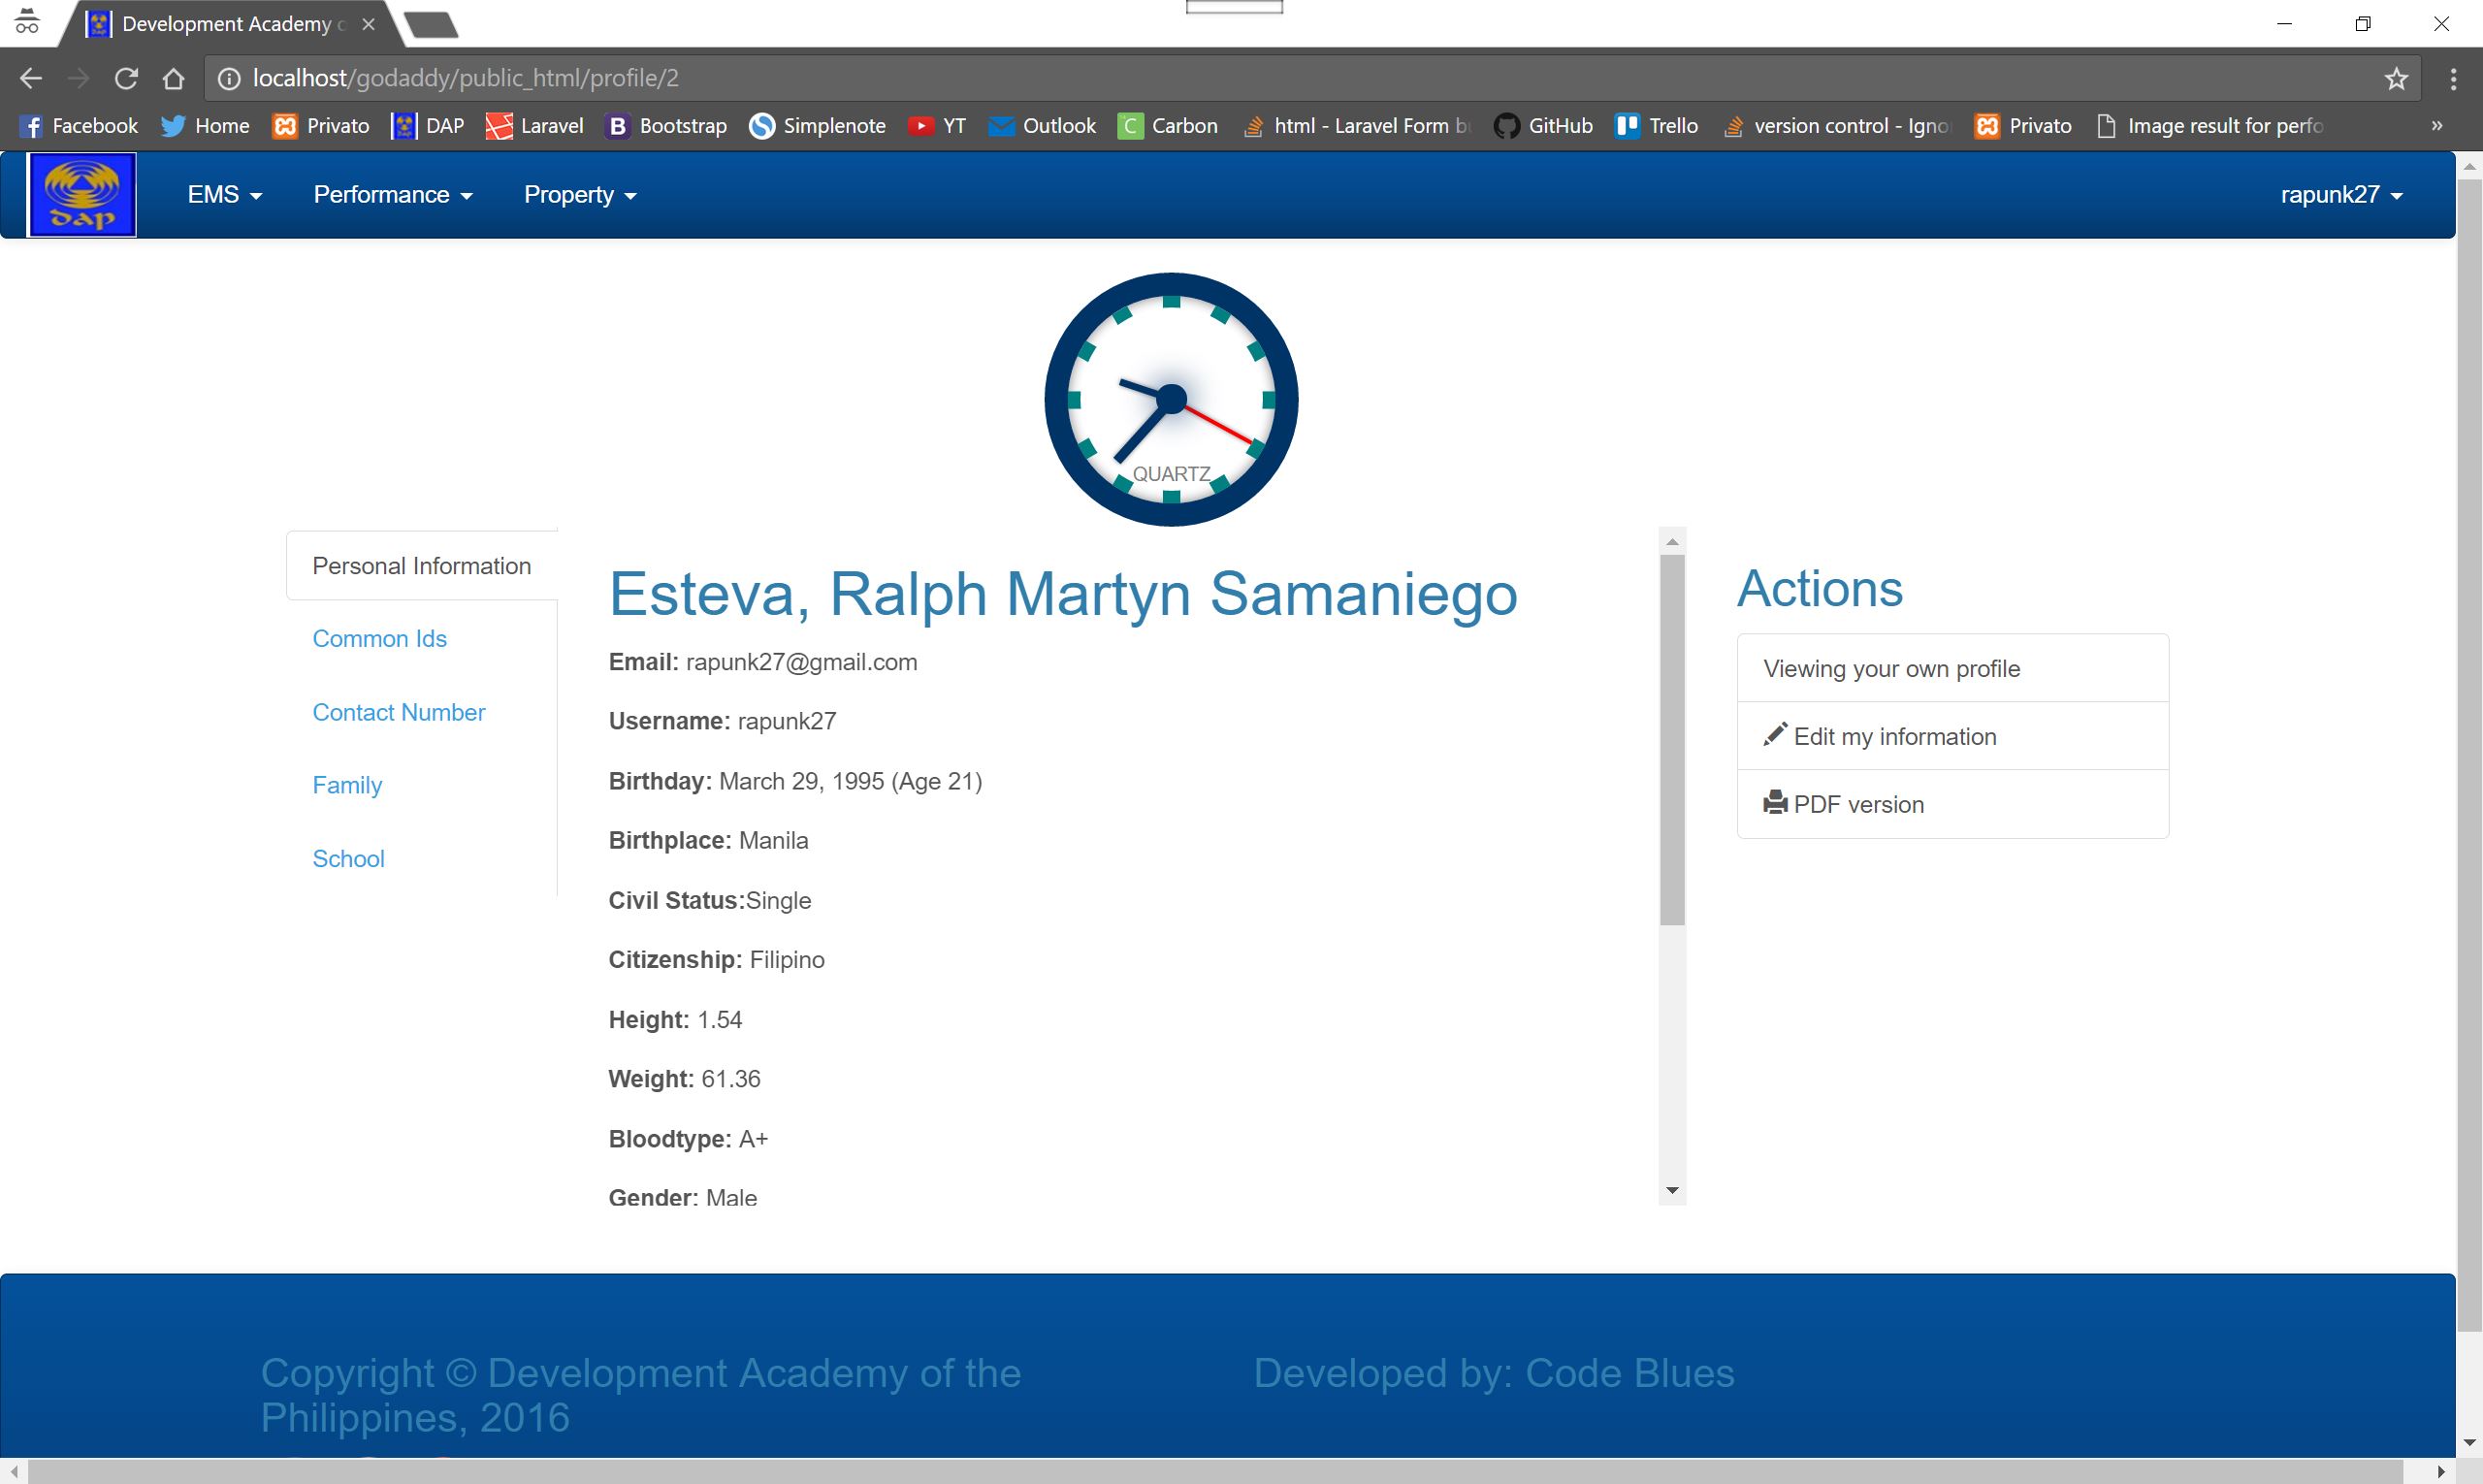 Development Academy o
localhost/godaddy/public_html/profile/2
Facebook Home Privato DAP Laravel Bootstrap Simplenote YT Outlook Carbon html - Laravel Form bu GitHub Trello version control - Igno Privato Image result for perfo »
dap EMS Performance Property rapunk27
QUARTZ
Personal Information
Common Ids
Contact Number
Family
School
Esteva, Ralph Martyn Samaniego
Email: rapunk27@gmail.com
Username: rapunk27
Birthday: March 29, 1995 (Age 21)
Birthplace: Manila
Civil Status:Single
Citizenship: Filipino
Height: 1.54
Weight: 61.36
Bloodtype: A+
Gender: Male
Actions
Viewing your own profile
Edit my information
PDF version
Copyright © Development Academy of the
Philippines, 2016
Developed by: Code Blues